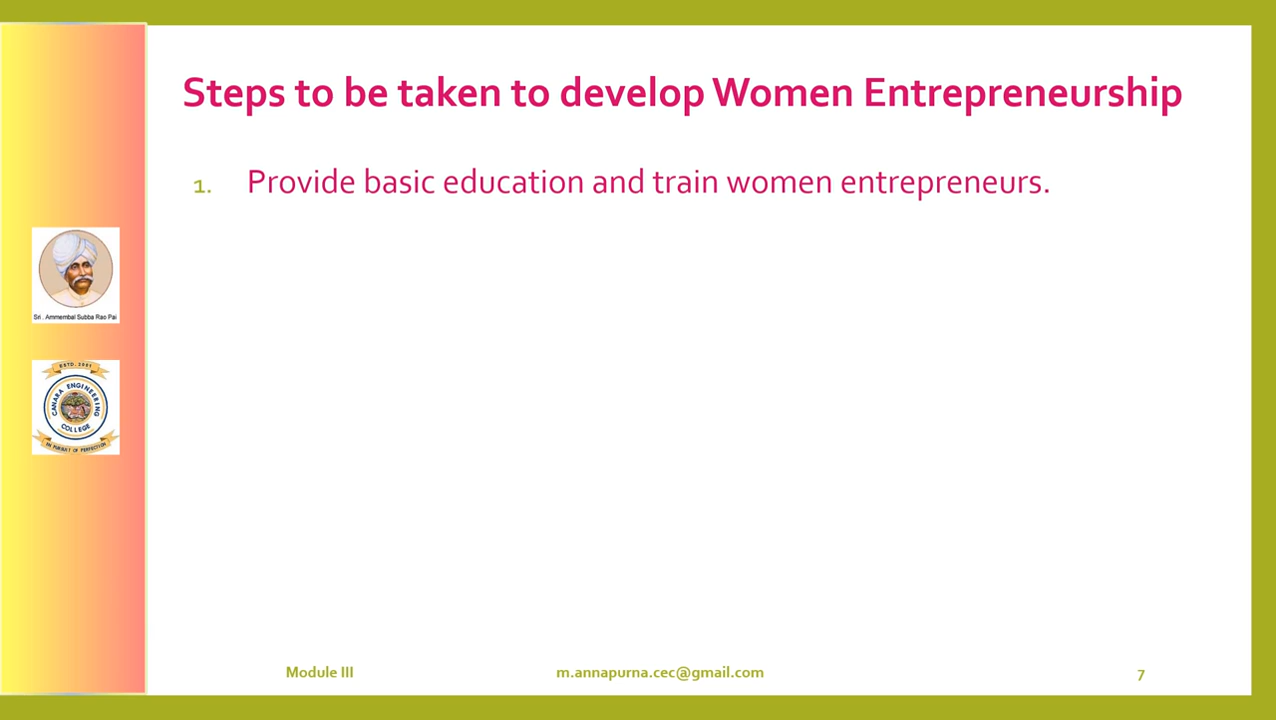 Steps to be taken to develop Women Entrepreneurship
1. Provide basic education and train women entrepreneurs.
Sri . Ammembal Subba Rao Pai
ESTD. 2001
CANARA ENGINEERING
COLLEGE
IN PURSUIT OF PERFECTION
Module III
m.annapurna.cec@gmail.com
7